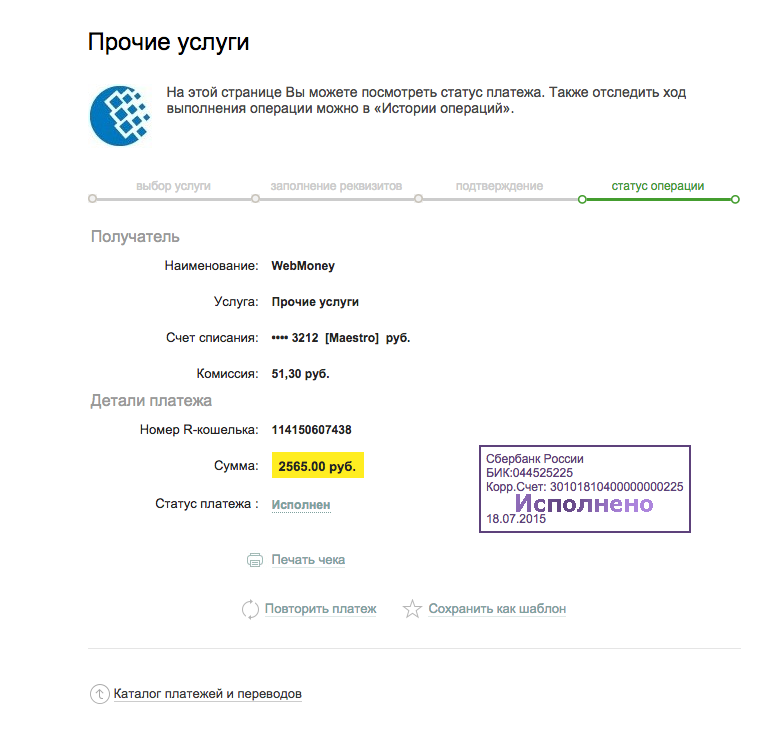 Прочие услуги
На этой странице Вы можете посмотреть статус платежа. Также отследить ход
выполнения операции можно в «Истории операций».
выбор услуги заполнение реквизитов подтверждение статус операции
Получатель
Наименование: WebMoney
Услуга: Прочие услуги
Счет списания: •••• 3212 [Maestro] руб.
Комиссия: 51,30 руб.
Детали платежа
Номер R-кошелька: 114150607438
Сумма: 2565.00 руб.
Статус платежа : Исполнен
Сбербанк России
БИК:044525225
Корр.Счет: 30101810400000000225
Исполнено
18.07.2015
Печать чека
Повторить платеж Сохранить как шаблон
Каталог платежей и переводов